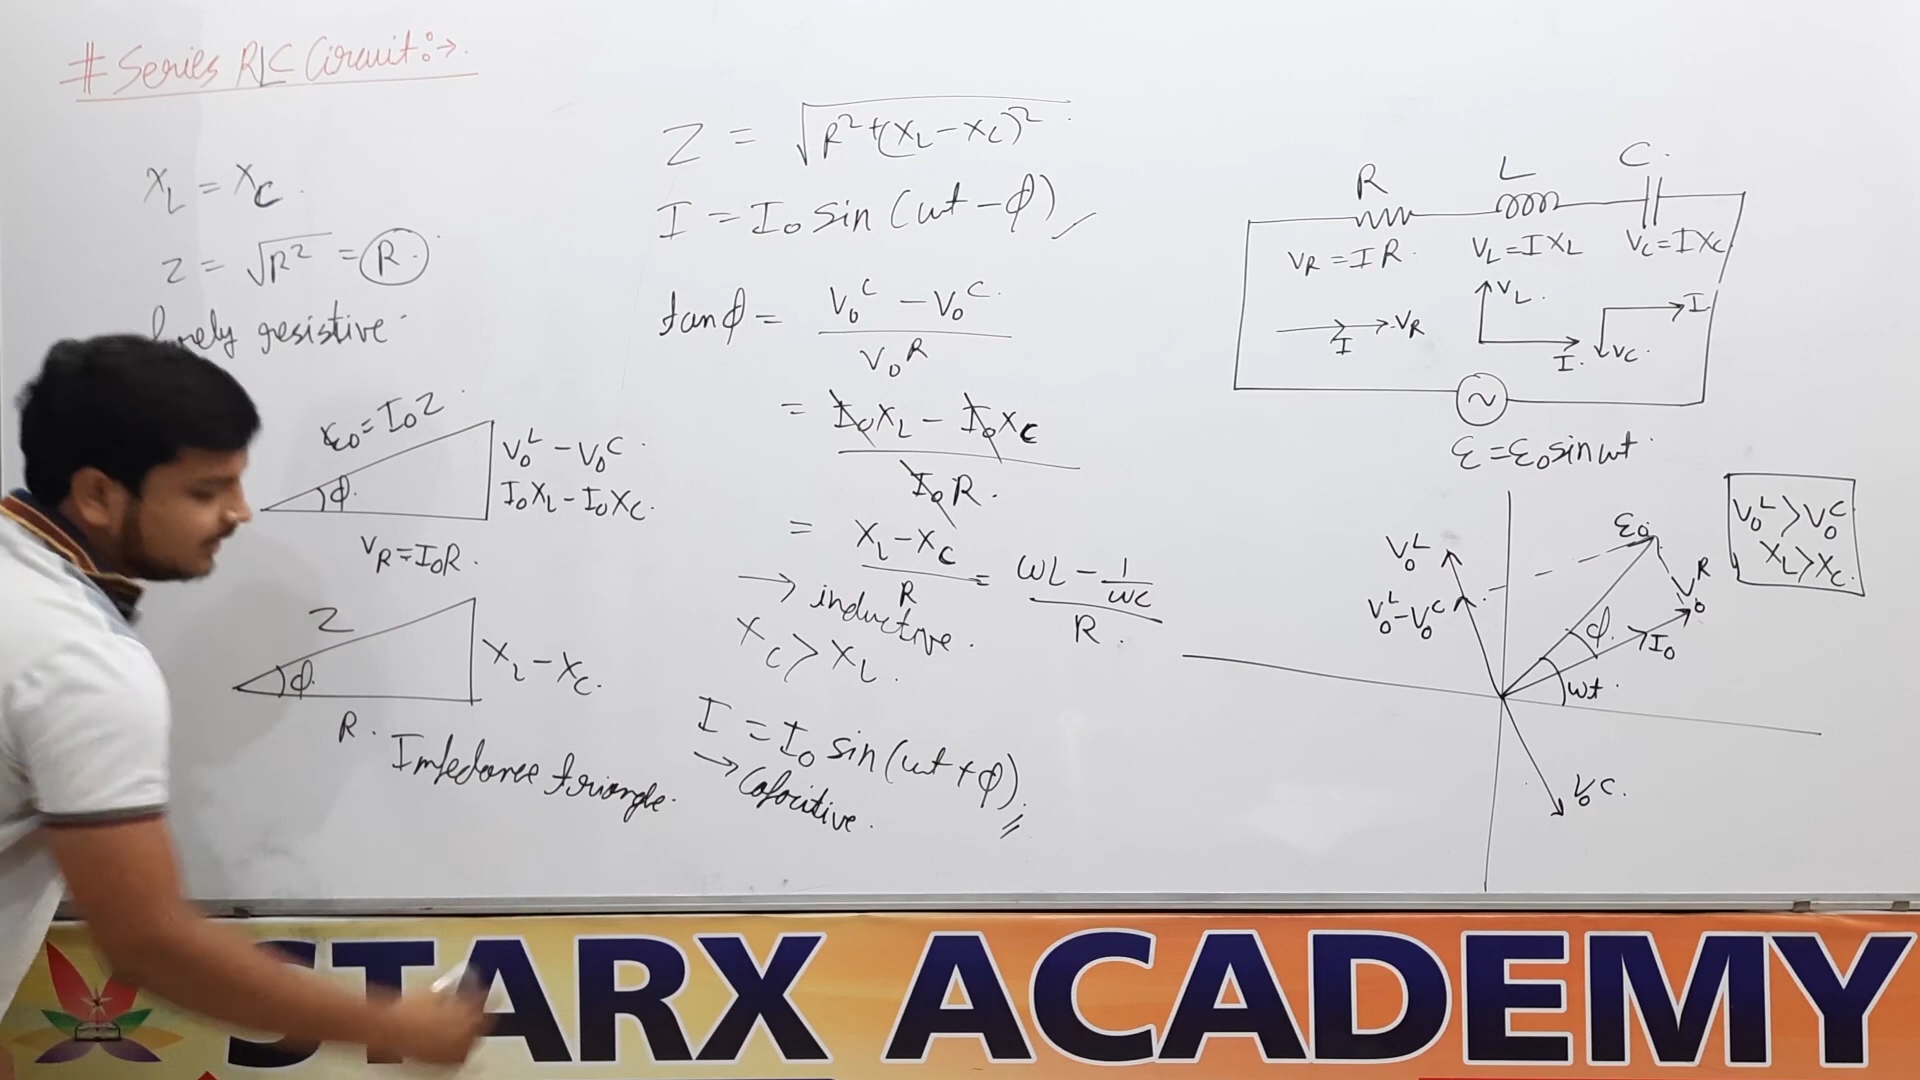 # Series RLC Circuit :→.
X_L = X_C.
Z = √R² = R.
Purely resistive
ε₀ = I₀Z
V₀^L - V₀^C
I₀X_L - I₀X_C.
φ.
V_R = I₀R.
Z
X_L - X_C.
φ.
R.
Impedance triangle.
Z = √R² + (X_L - X_C)²
I = I₀ sin(ωt - φ)
tanφ = V₀^C - V₀^C / V₀^R
= I₀X_L - I₀X_C / I₀R.
= X_L - X_C / R = ωL - 1/ωC / R.
→ inductive.
X_C > X_L.
I = I₀ sin(ωt + φ)
→ Capacitive.
R L C.
V_R = IR. V_L = IX_L V_C = IX_C
V_L. I
V_R
I I. V_C.
~
ε = ε₀ sin ωt
V₀^L > V₀^C
X_L > X_C.
ε₀
V₀^L
V₀^R
V₀^L - V₀^C
φ. I₀
ωt.
V₀^C.
STARX ACADEMY